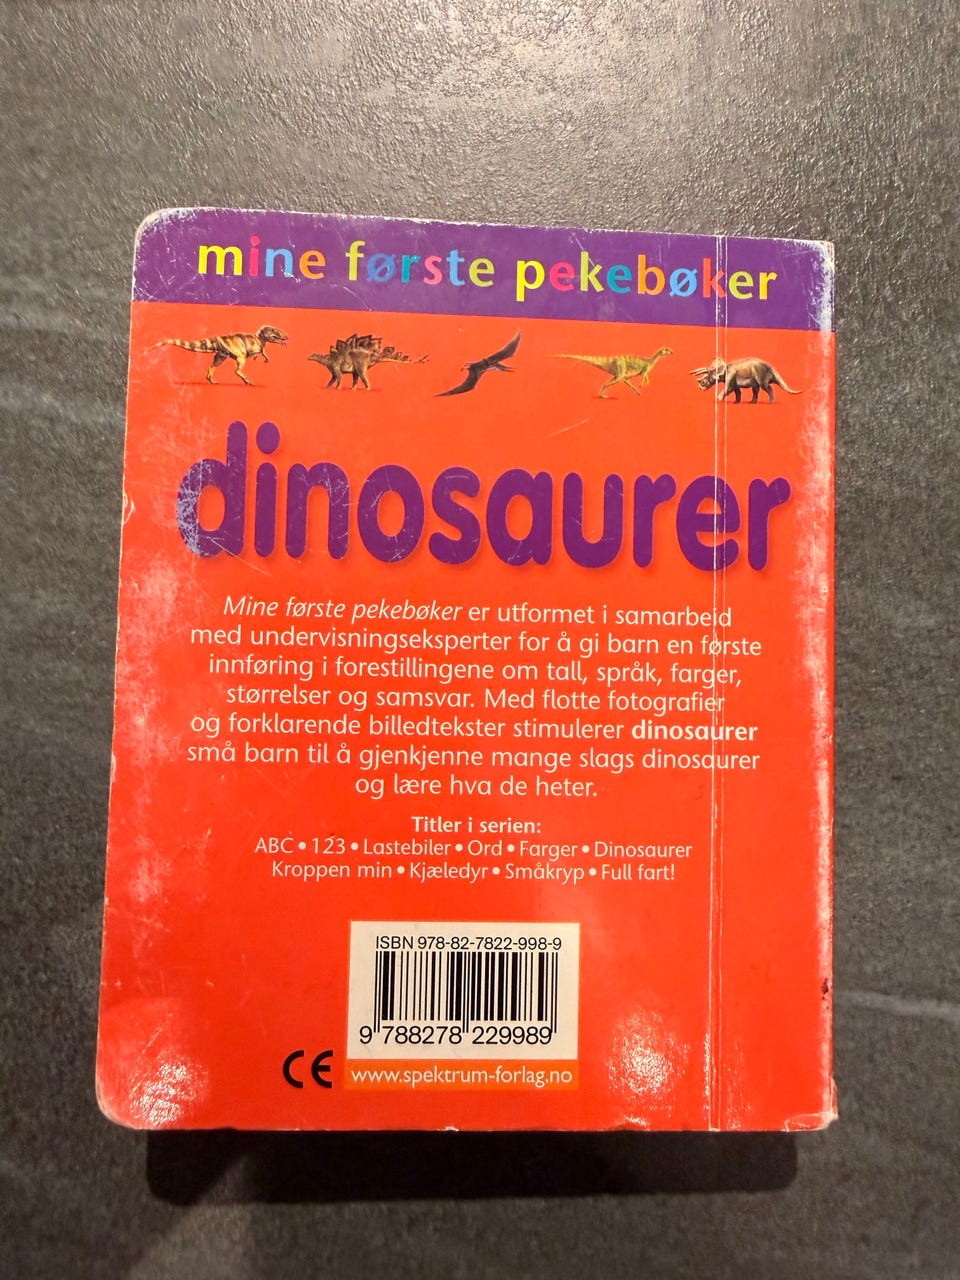 mine første pekebøker
dinosaurer
Mine første pekebøker er utformet i samarbeid
med undervisningseksperter for å gi barn en første
innføring i forestillingene om tall, språk, farger,
størrelser og samsvar. Med flotte fotografier
og forklarende billedtekster stimulerer dinosaurer
små barn til å gjenkjenne mange slags dinosaurer
og lære hva de heter.
Titler i serien:
ABC • 123 • Lastebiler • Ord • Farger • Dinosaurer
Kroppen min • Kjæledyr • Småkryp • Full fart!
ISBN 978-82-7822-998-9
9 788278 229989
CE
www.spektrum-forlag.no